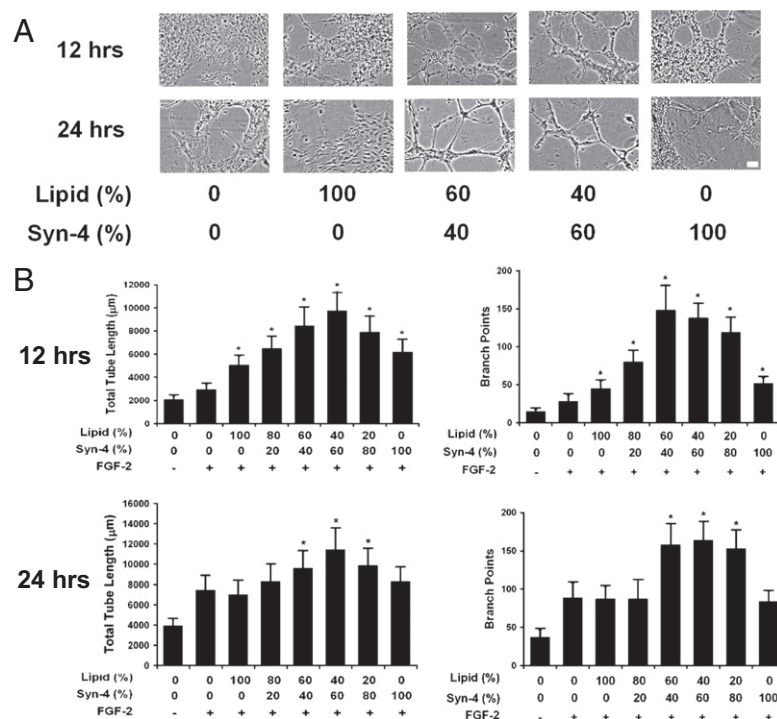 A
12 hrs
24 hrs
Lipid (%) 0 100 60 40 0
Syn-4 (%) 0 0 40 60 100
B
12 hrs
Total Tube Length (µm)
12000
10000
8000
6000
4000
2000
0
Lipid (%) 0 0 100 80 60 40 20 0
Syn-4 (%) 0 0 0 20 40 60 80 100
FGF-2 - + + + + + + +
* * * * * *
Branch Points
200
150
100
50
0
Lipid (%) 0 0 100 80 60 40 20 0
Syn-4 (%) 0 0 0 20 40 60 80 100
FGF-2 - + + + + + + +
* * * * * *
24 hrs
Total Tube Length (µm)
16000
14000
12000
10000
8000
6000
4000
2000
0
Lipid (%) 0 0 100 80 60 40 20 0
Syn-4 (%) 0 0 0 20 40 60 80 100
FGF-2 - + + + + + + +
* * *
Branch Points
200
150
100
50
0
Lipid (%) 0 0 100 80 60 40 20 0
Syn-4 (%) 0 0 0 20 40 60 80 100
FGF-2 - + + + + + + +
* * *